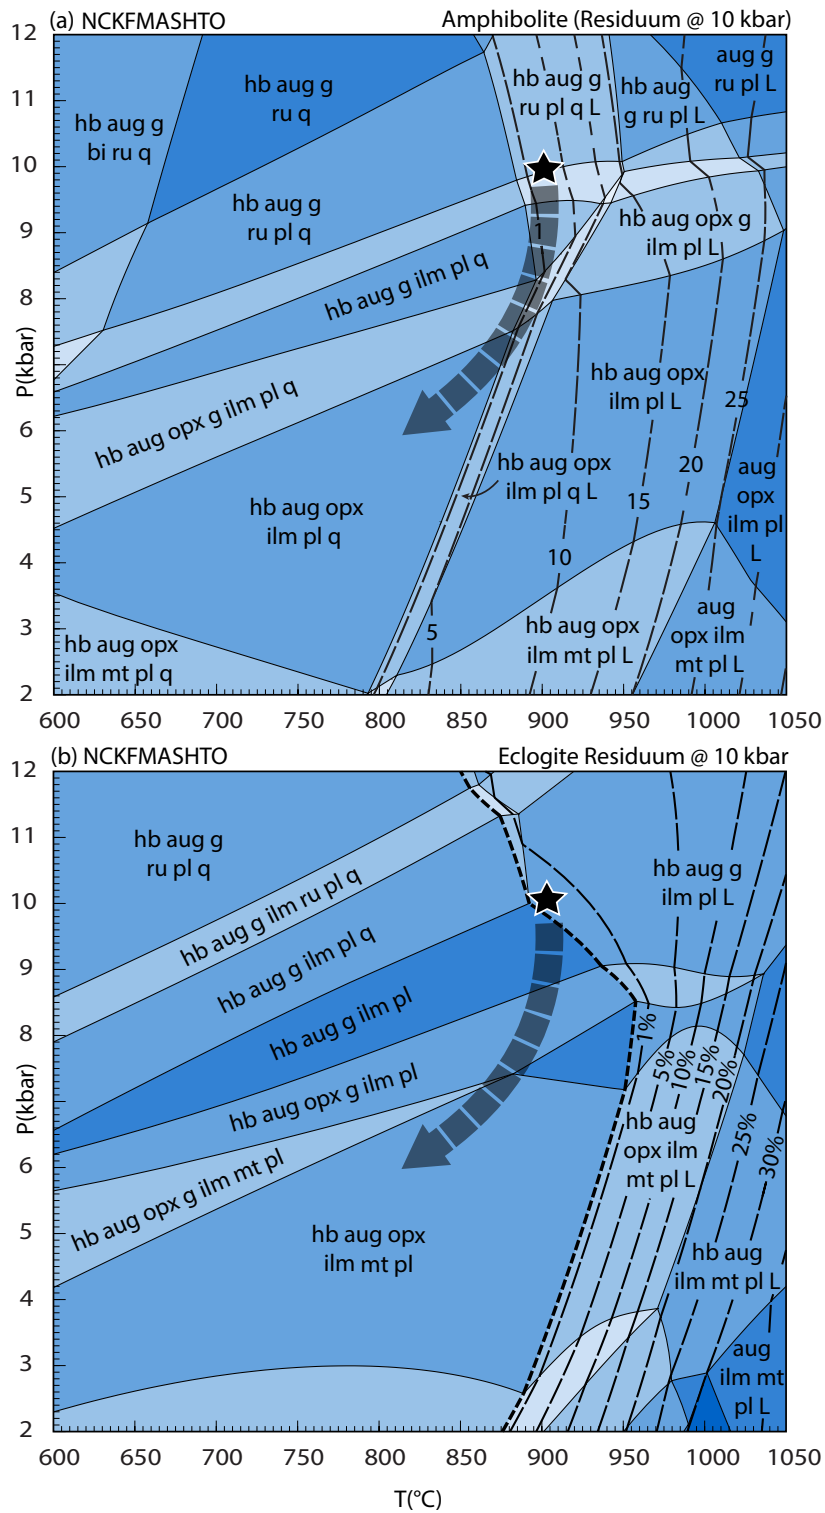 (a) NCKFMASHTO
Amphibolite (Residuum @ 10 kbar)
12
11
10
9
8
P(kbar)
6
5
4
3
2
hb aug g
bi ru q
hb aug g
ru q
hb aug g
ru pl q L
hb aug
g ru pl L
aug g
ru pl L
hb aug g
ru pl q
1
hb aug opx g
ilm pl L
hb aug g ilm pl q
hb aug opx
ilm pl L
25
hb aug opx g ilm pl q
hb aug opx
ilm pl q L
20
15
aug
opx
ilm pl
L
hb aug opx
ilm pl q
10
5
hb aug opx
ilm mt pl q
hb aug opx
ilm mt pl L
aug
opx ilm
mt pl L
600 650 700 750 800 850 900 950 1000 1050
(b) NCKFMASHTO
Eclogite Residuum @ 10 kbar
12
11
10
9
8
P(kbar)
6
5
4
3
2
hb aug g
ru pl q
hb aug g
ilm pl L
hb aug g ilm ru pl q
hb aug g ilm pl q
hb aug g ilm pl
1%
5%
10%
15%
20%
25%
30%
hb aug opx g ilm pl
hb aug
opx ilm
mt pl L
hb aug opx g ilm mt pl
hb aug opx
ilm mt pl
hb aug
ilm mt pl L
aug
ilm mt
pl L
600 650 700 750 800 850 900 950 1000 1050
T(°C)